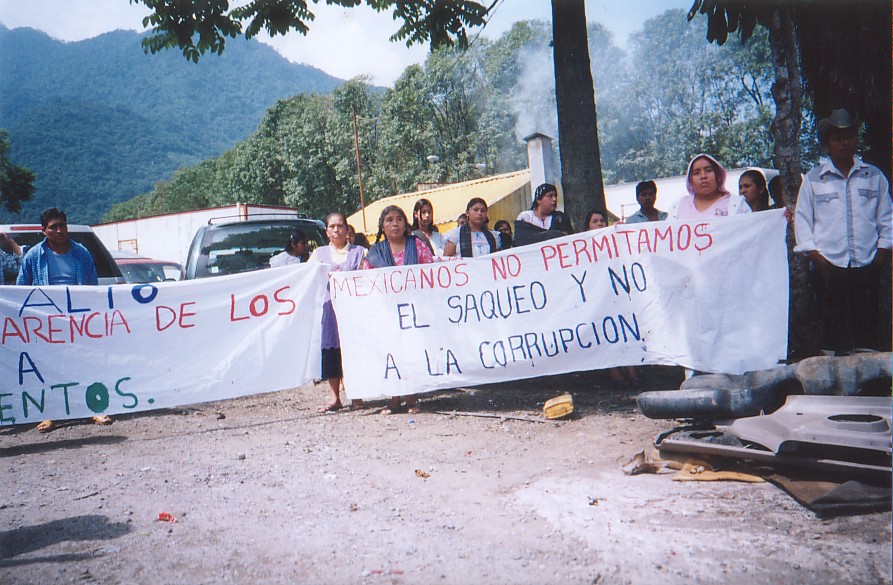 ALIO
ARENCIA DE LOS
A
ENTOS.
MEXICANOS NO PERMITAMOS
EL SAQUEO Y NO
A LA CORRUPCION